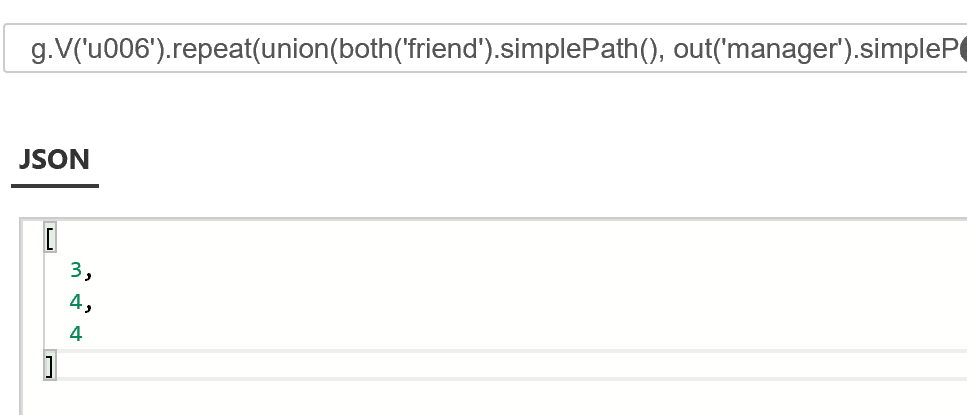 g.V('u006').repeat(union(both('friend').simplePath(), out('manager').simpleP
JSON
[
3,
4,
4
]